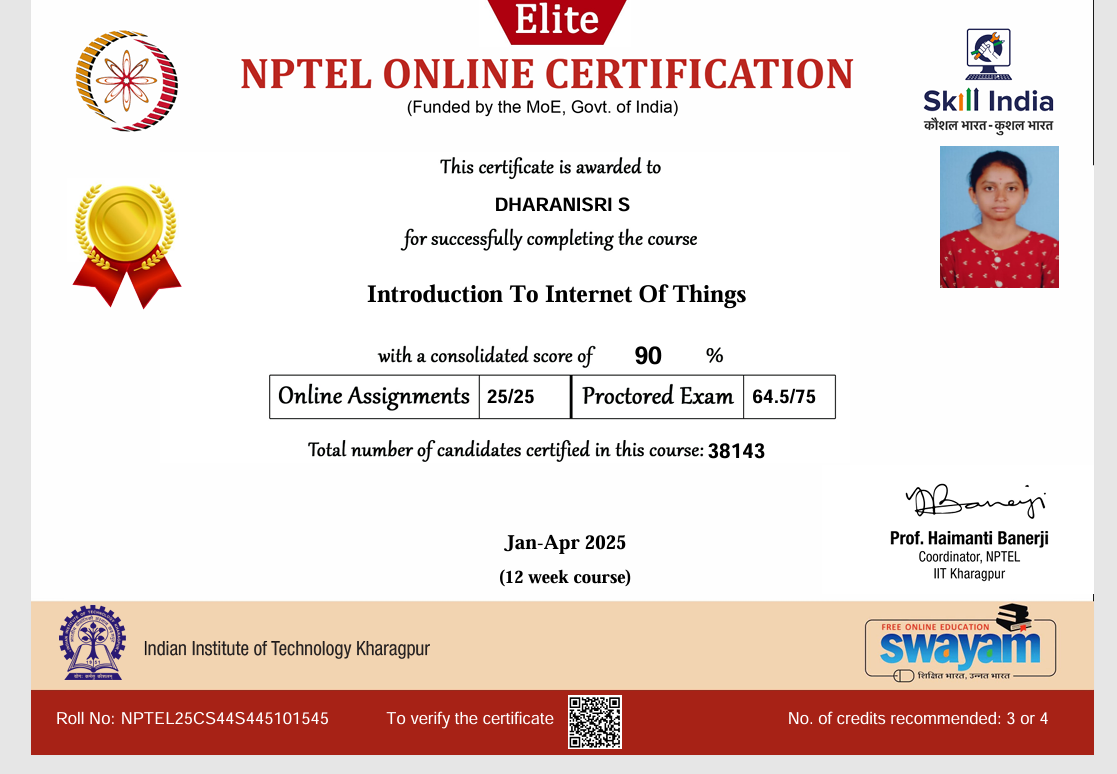 Elite
NPTEL ONLINE CERTIFICATION
(Funded by the MoE, Govt. of India)
Skill India
कौशल भारत - कुशल भारत
This certificate is awarded to
DHARANISRI S
for successfully completing the course
Introduction To Internet Of Things
with a consolidated score of 90 %
Online Assignments 25/25 Proctored Exam 64.5/75
Total number of candidates certified in this course: 38143
Banerji
Prof. Haimanti Banerji
Coordinator, NPTEL
IIT Kharagpur
Jan-Apr 2025
(12 week course)
1951
Indian Institute of Technology Kharagpur
FREE ONLINE EDUCATION
swayam
शिक्षित भारत, उन्नत भारत
Roll No: NPTEL25CS44S445101545
To verify the certificate
No. of credits recommended: 3 or 4